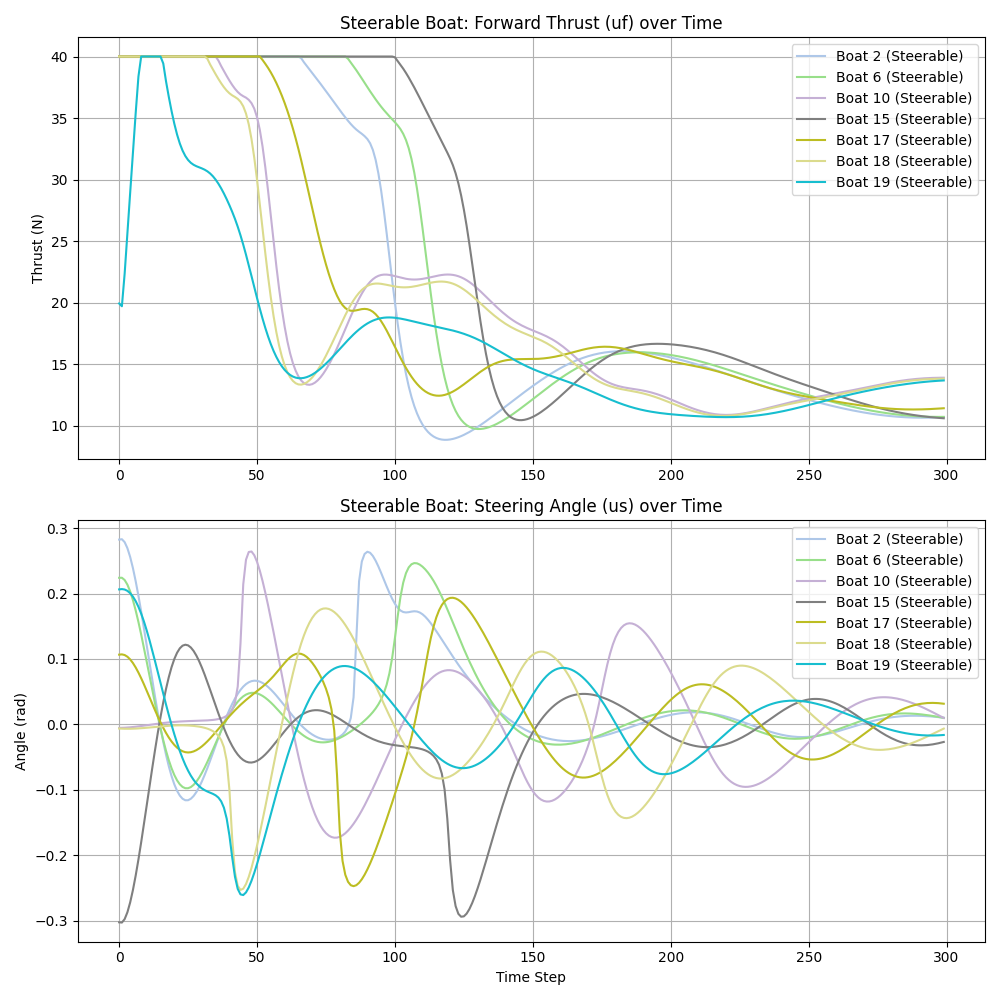 Steerable Boat: Forward Thrust (uf) over Time
Thrust (N)
40
35
30
25
20
15
10
0
50
100
150
200
250
300
Boat 2 (Steerable)
Boat 6 (Steerable)
Boat 10 (Steerable)
Boat 15 (Steerable)
Boat 17 (Steerable)
Boat 18 (Steerable)
Boat 19 (Steerable)
Steerable Boat: Steering Angle (us) over Time
Angle (rad)
0.3
0.2
0.1
0.0
−0.1
−0.2
−0.3
0
50
100
150
200
250
300
Time Step
Boat 2 (Steerable)
Boat 6 (Steerable)
Boat 10 (Steerable)
Boat 15 (Steerable)
Boat 17 (Steerable)
Boat 18 (Steerable)
Boat 19 (Steerable)